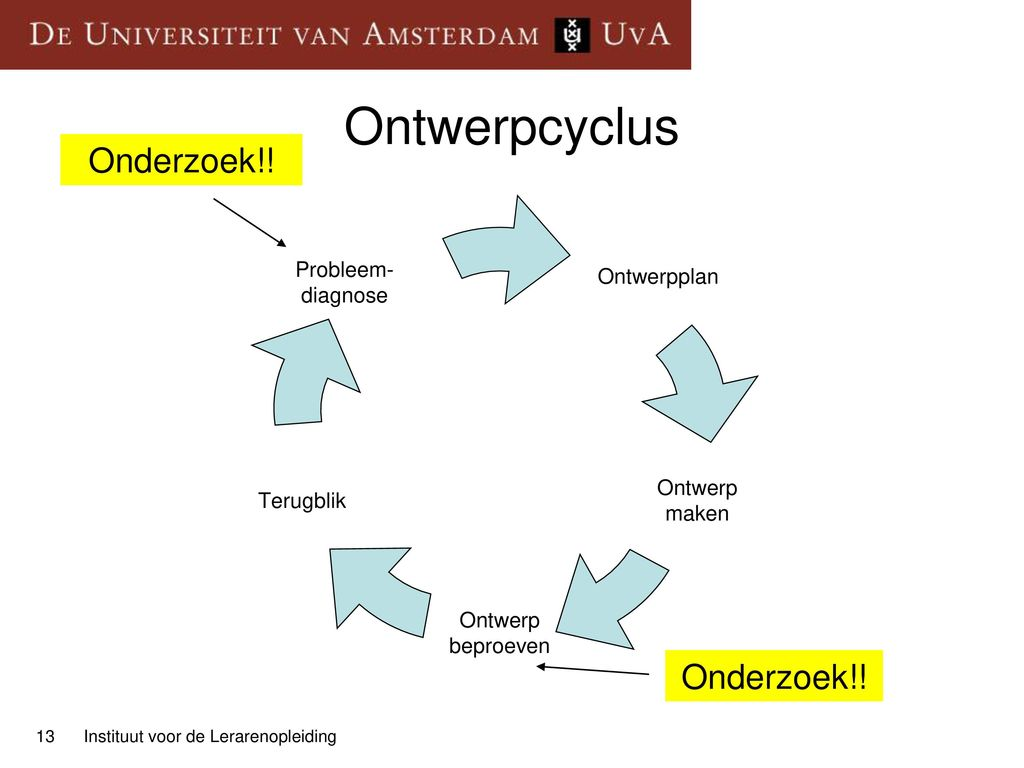 DE UNIVERSITEIT VAN AMSTERDAM UVA
Ontwerpcyclus
Onderzoek!!
Probleem-
diagnose
Ontwerpplan
Terugblik
Ontwerp
maken
Ontwerp
beproeven
Onderzoek!!
13 Instituut voor de Lerarenopleiding